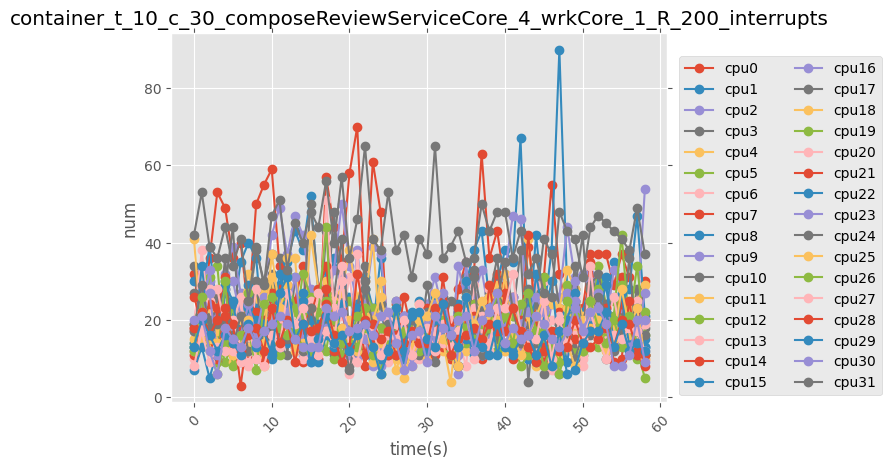 container_t_10_c_30_composeReviewServiceCore_4_wrkCore_1_R_200_interrupts
num
80
60
40
20
0
0
10
20
30
40
50
60
time(s)
cpu0
cpu1
cpu2
cpu3
cpu4
cpu5
cpu6
cpu7
cpu8
cpu9
cpu10
cpu11
cpu12
cpu13
cpu14
cpu15
cpu16
cpu17
cpu18
cpu19
cpu20
cpu21
cpu22
cpu23
cpu24
cpu25
cpu26
cpu27
cpu28
cpu29
cpu30
cpu31